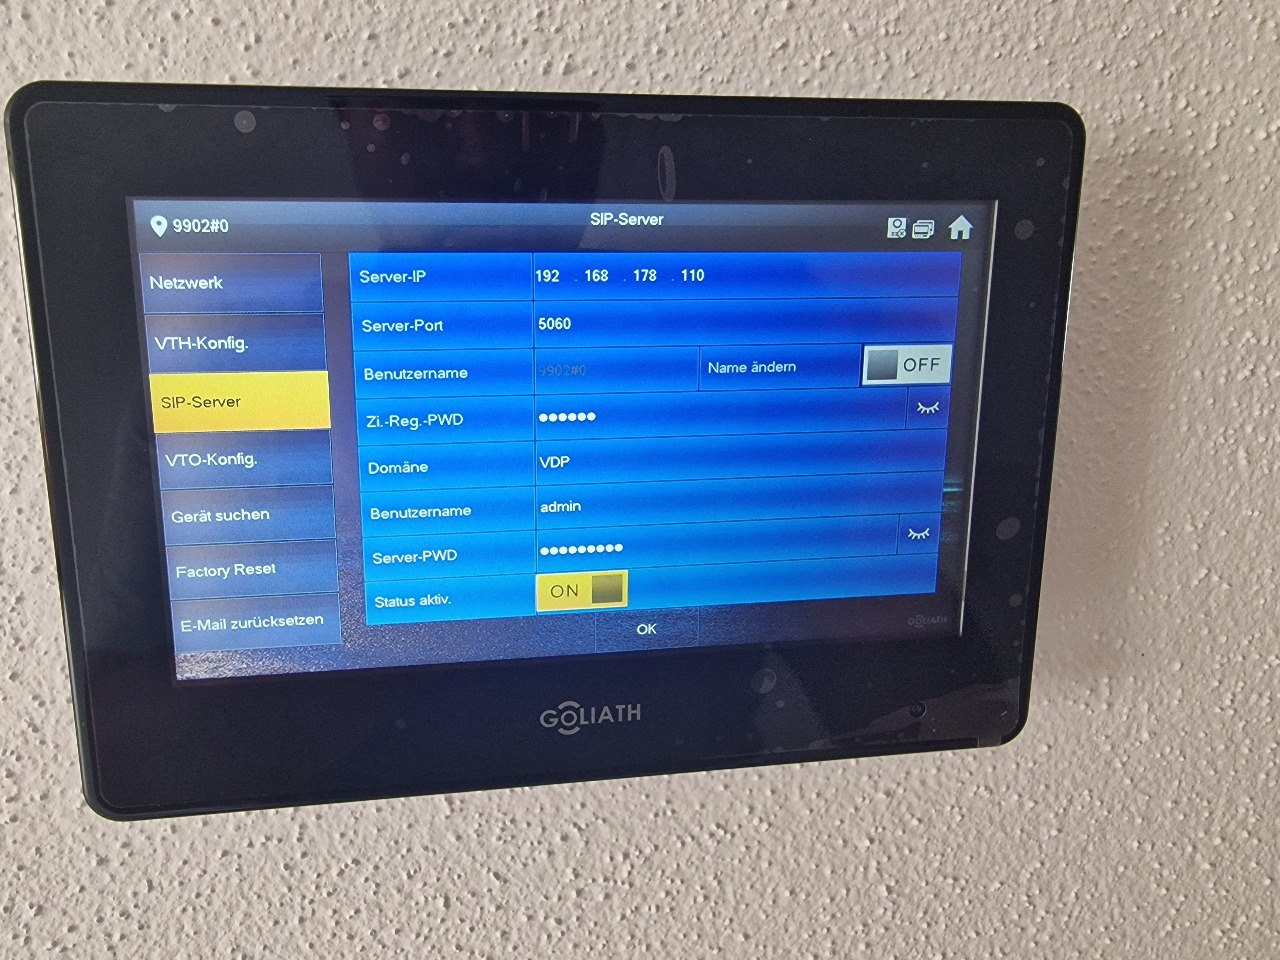 9902#0
SIP-Server
Netzwerk
VTH-Konfig.
SIP-Server
VTO-Konfig.
Gerät suchen
Factory Reset
E-Mail zurücksetzen
Server-IP 192 . 168 . 178 . 110
Server-Port 5060
Benutzername 9902#0 Name ändern OFF
Zi.-Reg.-PWD ●●●●●●
Domäne VDP
Benutzername admin
Server-PWD ●●●●●●●●●
Status aktiv. ON
OK
GOLIATH
GOLIATH